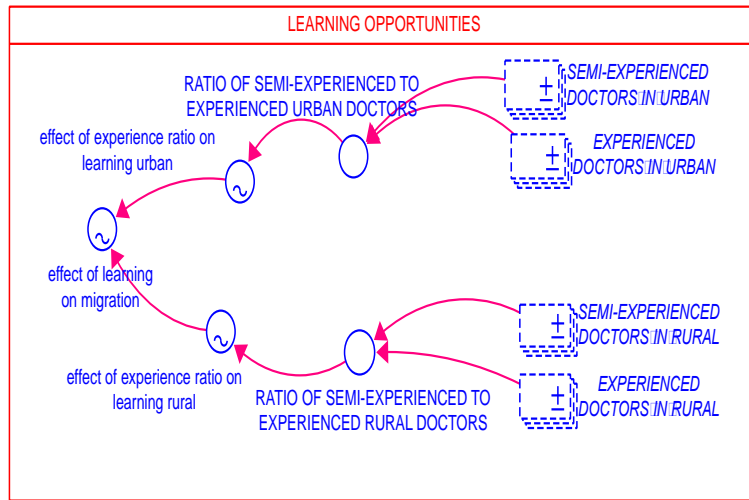 LEARNING OPPORTUNITIES
SEMI-EXPERIENCED
DOCTORS IN URBAN
RATIO OF SEMI-EXPERIENCED TO
EXPERIENCED URBAN DOCTORS
effect of experience ratio on
learning urban
EXPERIENCED
DOCTORS IN URBAN
effect of learning
on migration
SEMI-EXPERIENCED
DOCTORS IN RURAL
effect of experience ratio on
learning rural
RATIO OF SEMI-EXPERIENCED TO
EXPERIENCED RURAL DOCTORS
EXPERIENCED
DOCTORS IN RURAL